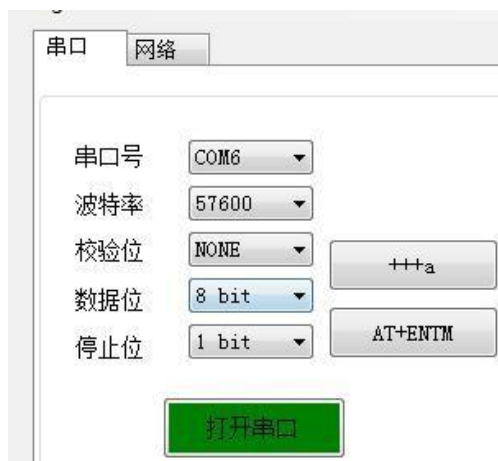 串口 网络
串口号 COM6
波特率 57600
校验位 NONE
+++a
数据位 8 bit
停止位 1 bit
AT+ENTM
打开串口